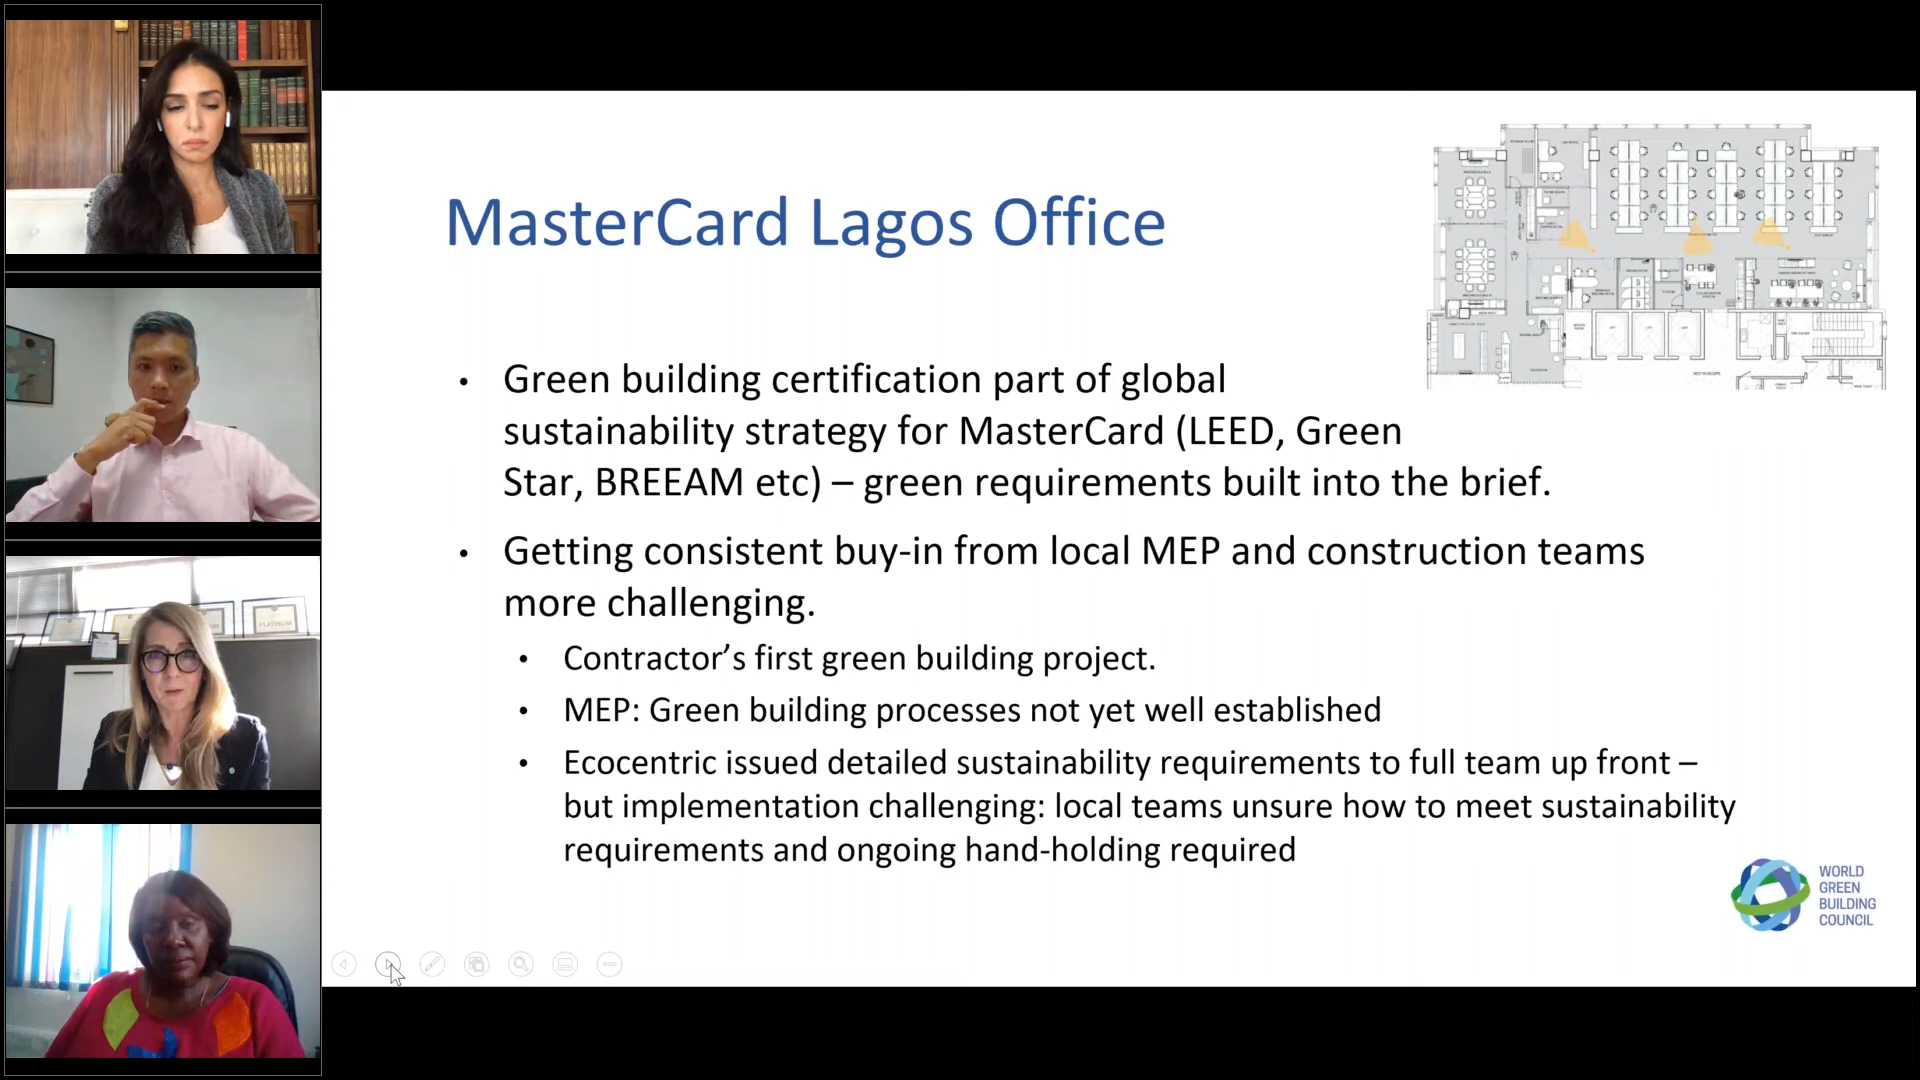 MasterCard Lagos Office
• Green building certification part of global
sustainability strategy for MasterCard (LEED, Green
Star, BREEAM etc) – green requirements built into the brief.
• Getting consistent buy-in from local MEP and construction teams
more challenging.
• Contractor’s first green building project.
• MEP: Green building processes not yet well established
• Ecocentric issued detailed sustainability requirements to full team up front –
but implementation challenging: local teams unsure how to meet sustainability
requirements and ongoing hand-holding required
NOT IN SCOPE
WORLD
GREEN
BUILDING
COUNCIL
PLATINUM